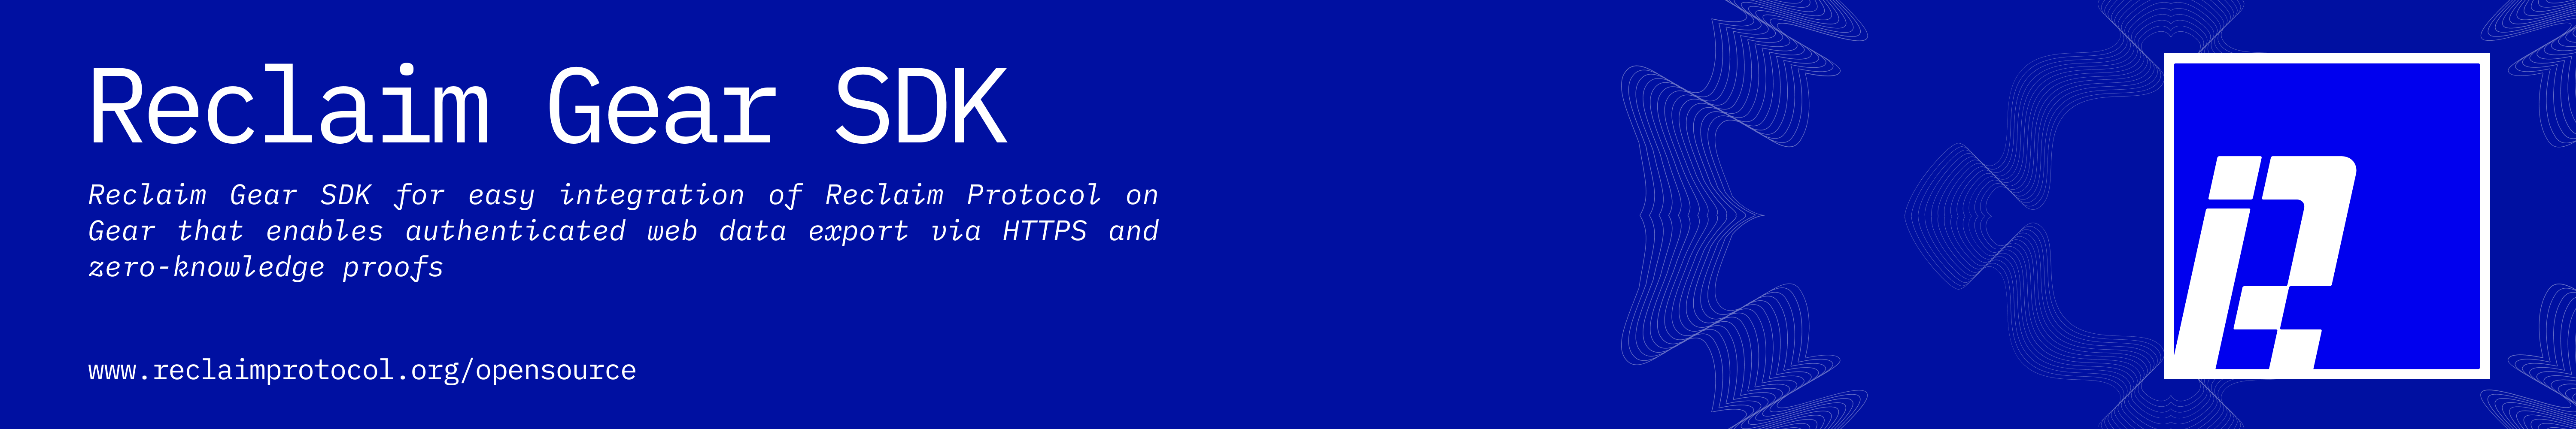 Reclaim Gear SDK
Reclaim Gear SDK for easy integration of Reclaim Protocol on
Gear that enables authenticated web data export via HTTPS and
zero-knowledge proofs
www.reclaimprotocol.org/opensource